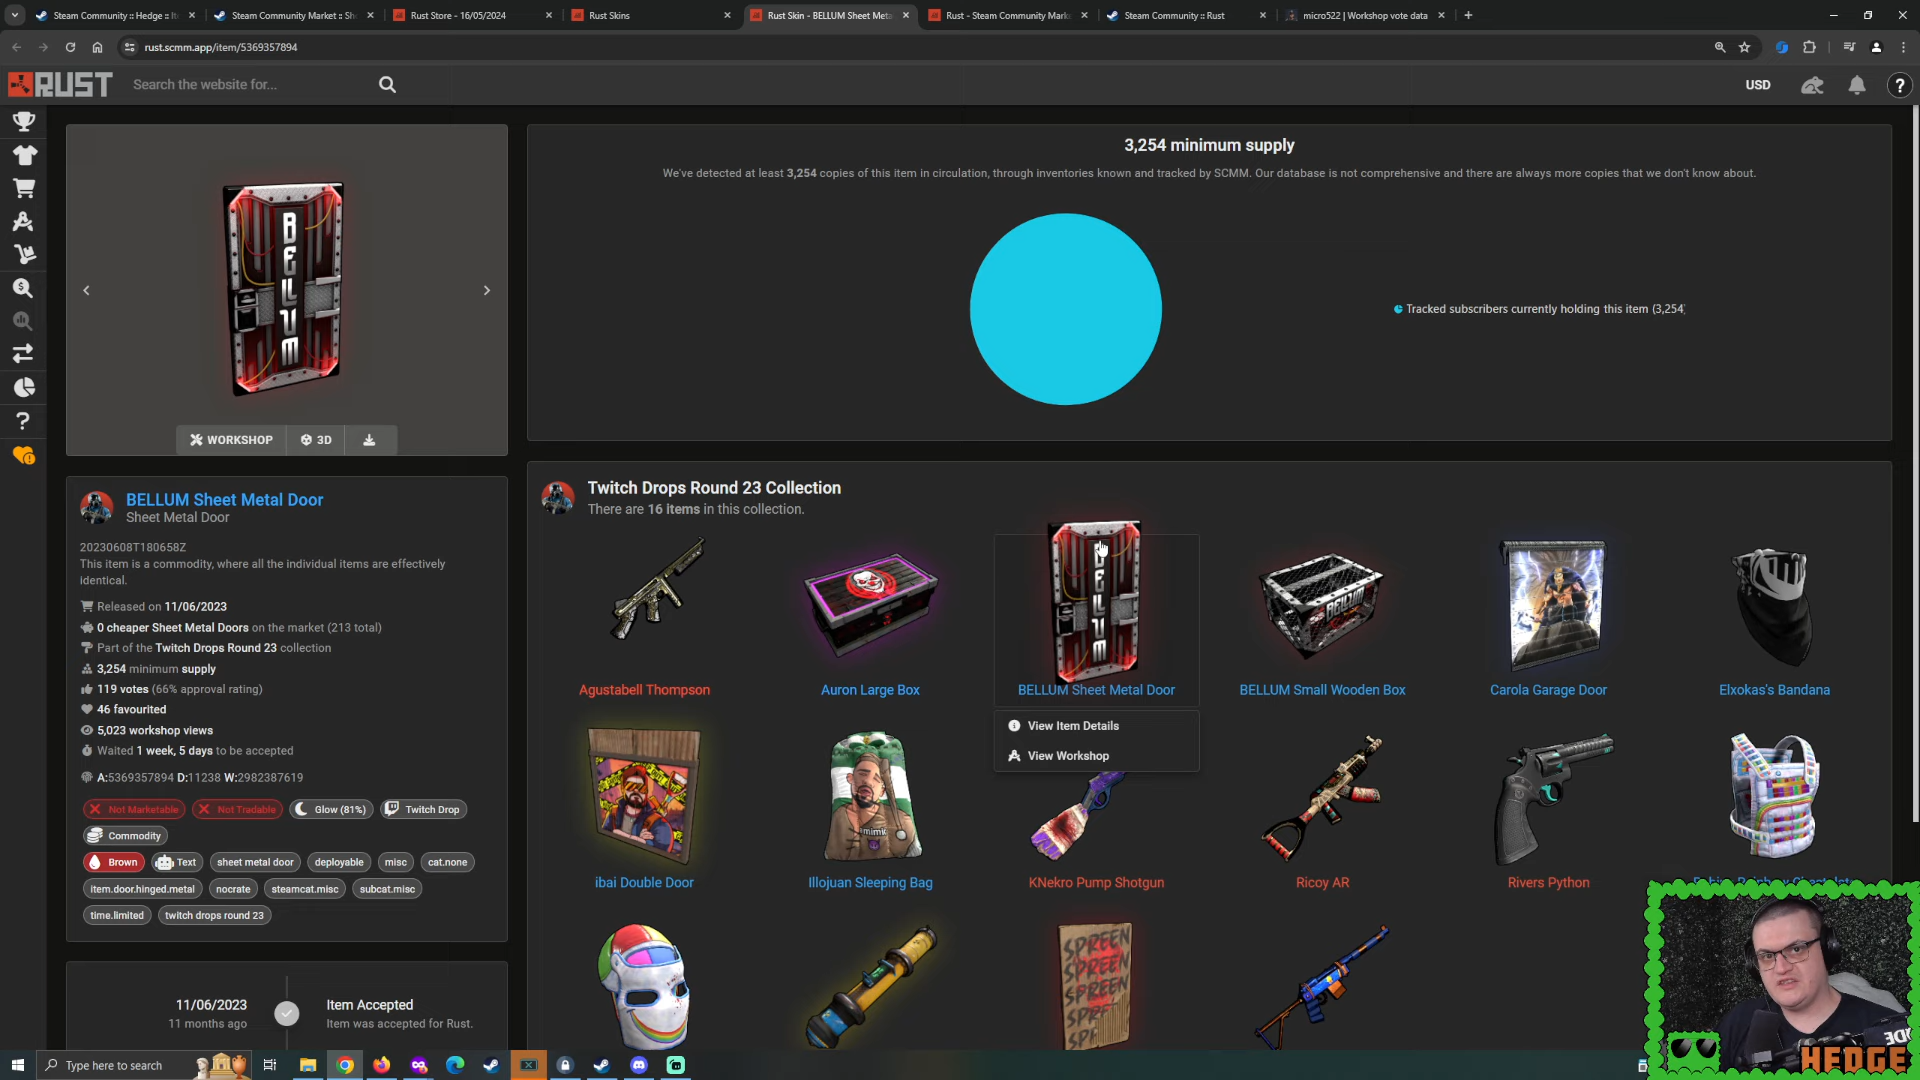 Steam Community :: Hedge :: It
Steam Community Market :: Sh
Rust Store - 16/05/2024
Rust Skins
Rust Skin - BELLUM Sheet Meta
Rust - Steam Community Mark
Steam Community :: Rust
micro522 | Workshop vote data
rust.scmm.app/item/5369357894
RUST
Search the website for...
USD
3,254 minimum supply
We've detected at least 3,254 copies of this item in circulation, through inventories known and tracked by SCMM. Our database is not comprehensive and there are always more copies that we don't know about.
BELLUM
Tracked subscribers currently holding this item (3,254)
WORKSHOP
3D
BELLUM Sheet Metal Door
Sheet Metal Door
20230608T180658Z
This item is a commodity, where all the individual items are effectively
identical.
Released on 11/06/2023
0 cheaper Sheet Metal Doors on the market (213 total)
Part of the Twitch Drops Round 23 collection
3,254 minimum supply
119 votes (66% approval rating)
46 favourited
5,023 workshop views
Waited 1 week, 5 days to be accepted
A:5369357894 D:11238 W:2982387619
Not Marketable
Not Tradable
Glow (81%)
Twitch Drop
Commodity
Brown
Text
sheet metal door
deployable
misc
cat.none
item.door.hinged.metal
nocrate
steamcat.misc
subcat.misc
time.limited
twitch drops round 23
11/06/2023
11 months ago
Item Accepted
Item was accepted for Rust.
Twitch Drops Round 23 Collection
There are 16 items in this collection.
Agustabell Thompson
Auron Large Box
BELLUM Sheet Metal Door
BELLUM Small Wooden Box
Carola Garage Door
Elxokas's Bandana
View Item Details
View Workshop
ibai Double Door
Illojuan Sleeping Bag
KNekro Pump Shotgun
Ricoy AR
Rivers Python
SPREEN
SPREEN
SPREEN
SPREEN
Type here to search
HEDGE